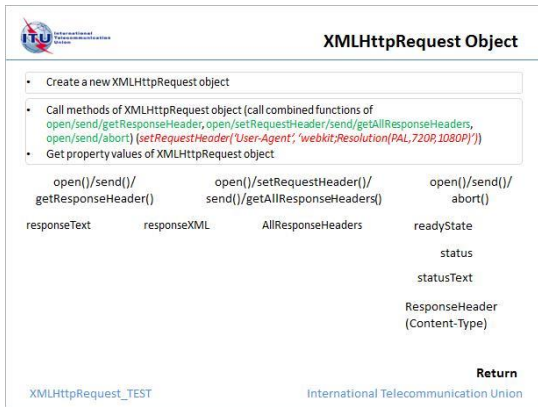 ITU International
Telecommunication
Union
XMLHttpRequest Object
• Create a new XMLHttpRequest object
• Call methods of XMLHttpRequest object (call combined functions of
open/send/getResponseHeader, open/setRequestHeader/send/getAllResponseHeaders,
open/send/abort) (setRequestHeader('User-Agent', 'webkit;Resolution(PAL,720P,1080P)'))
• Get property values of XMLHttpRequest object
open()/send()/ open()/setRequestHeader()/ open()/send()/
getResponseHeader() send()/getAllResponseHeaders() abort()
responseText responseXML AllResponseHeaders readyState
status
statusText
ResponseHeader
(Content-Type)
Return
XMLHttpRequest_TEST International Telecommunication Union